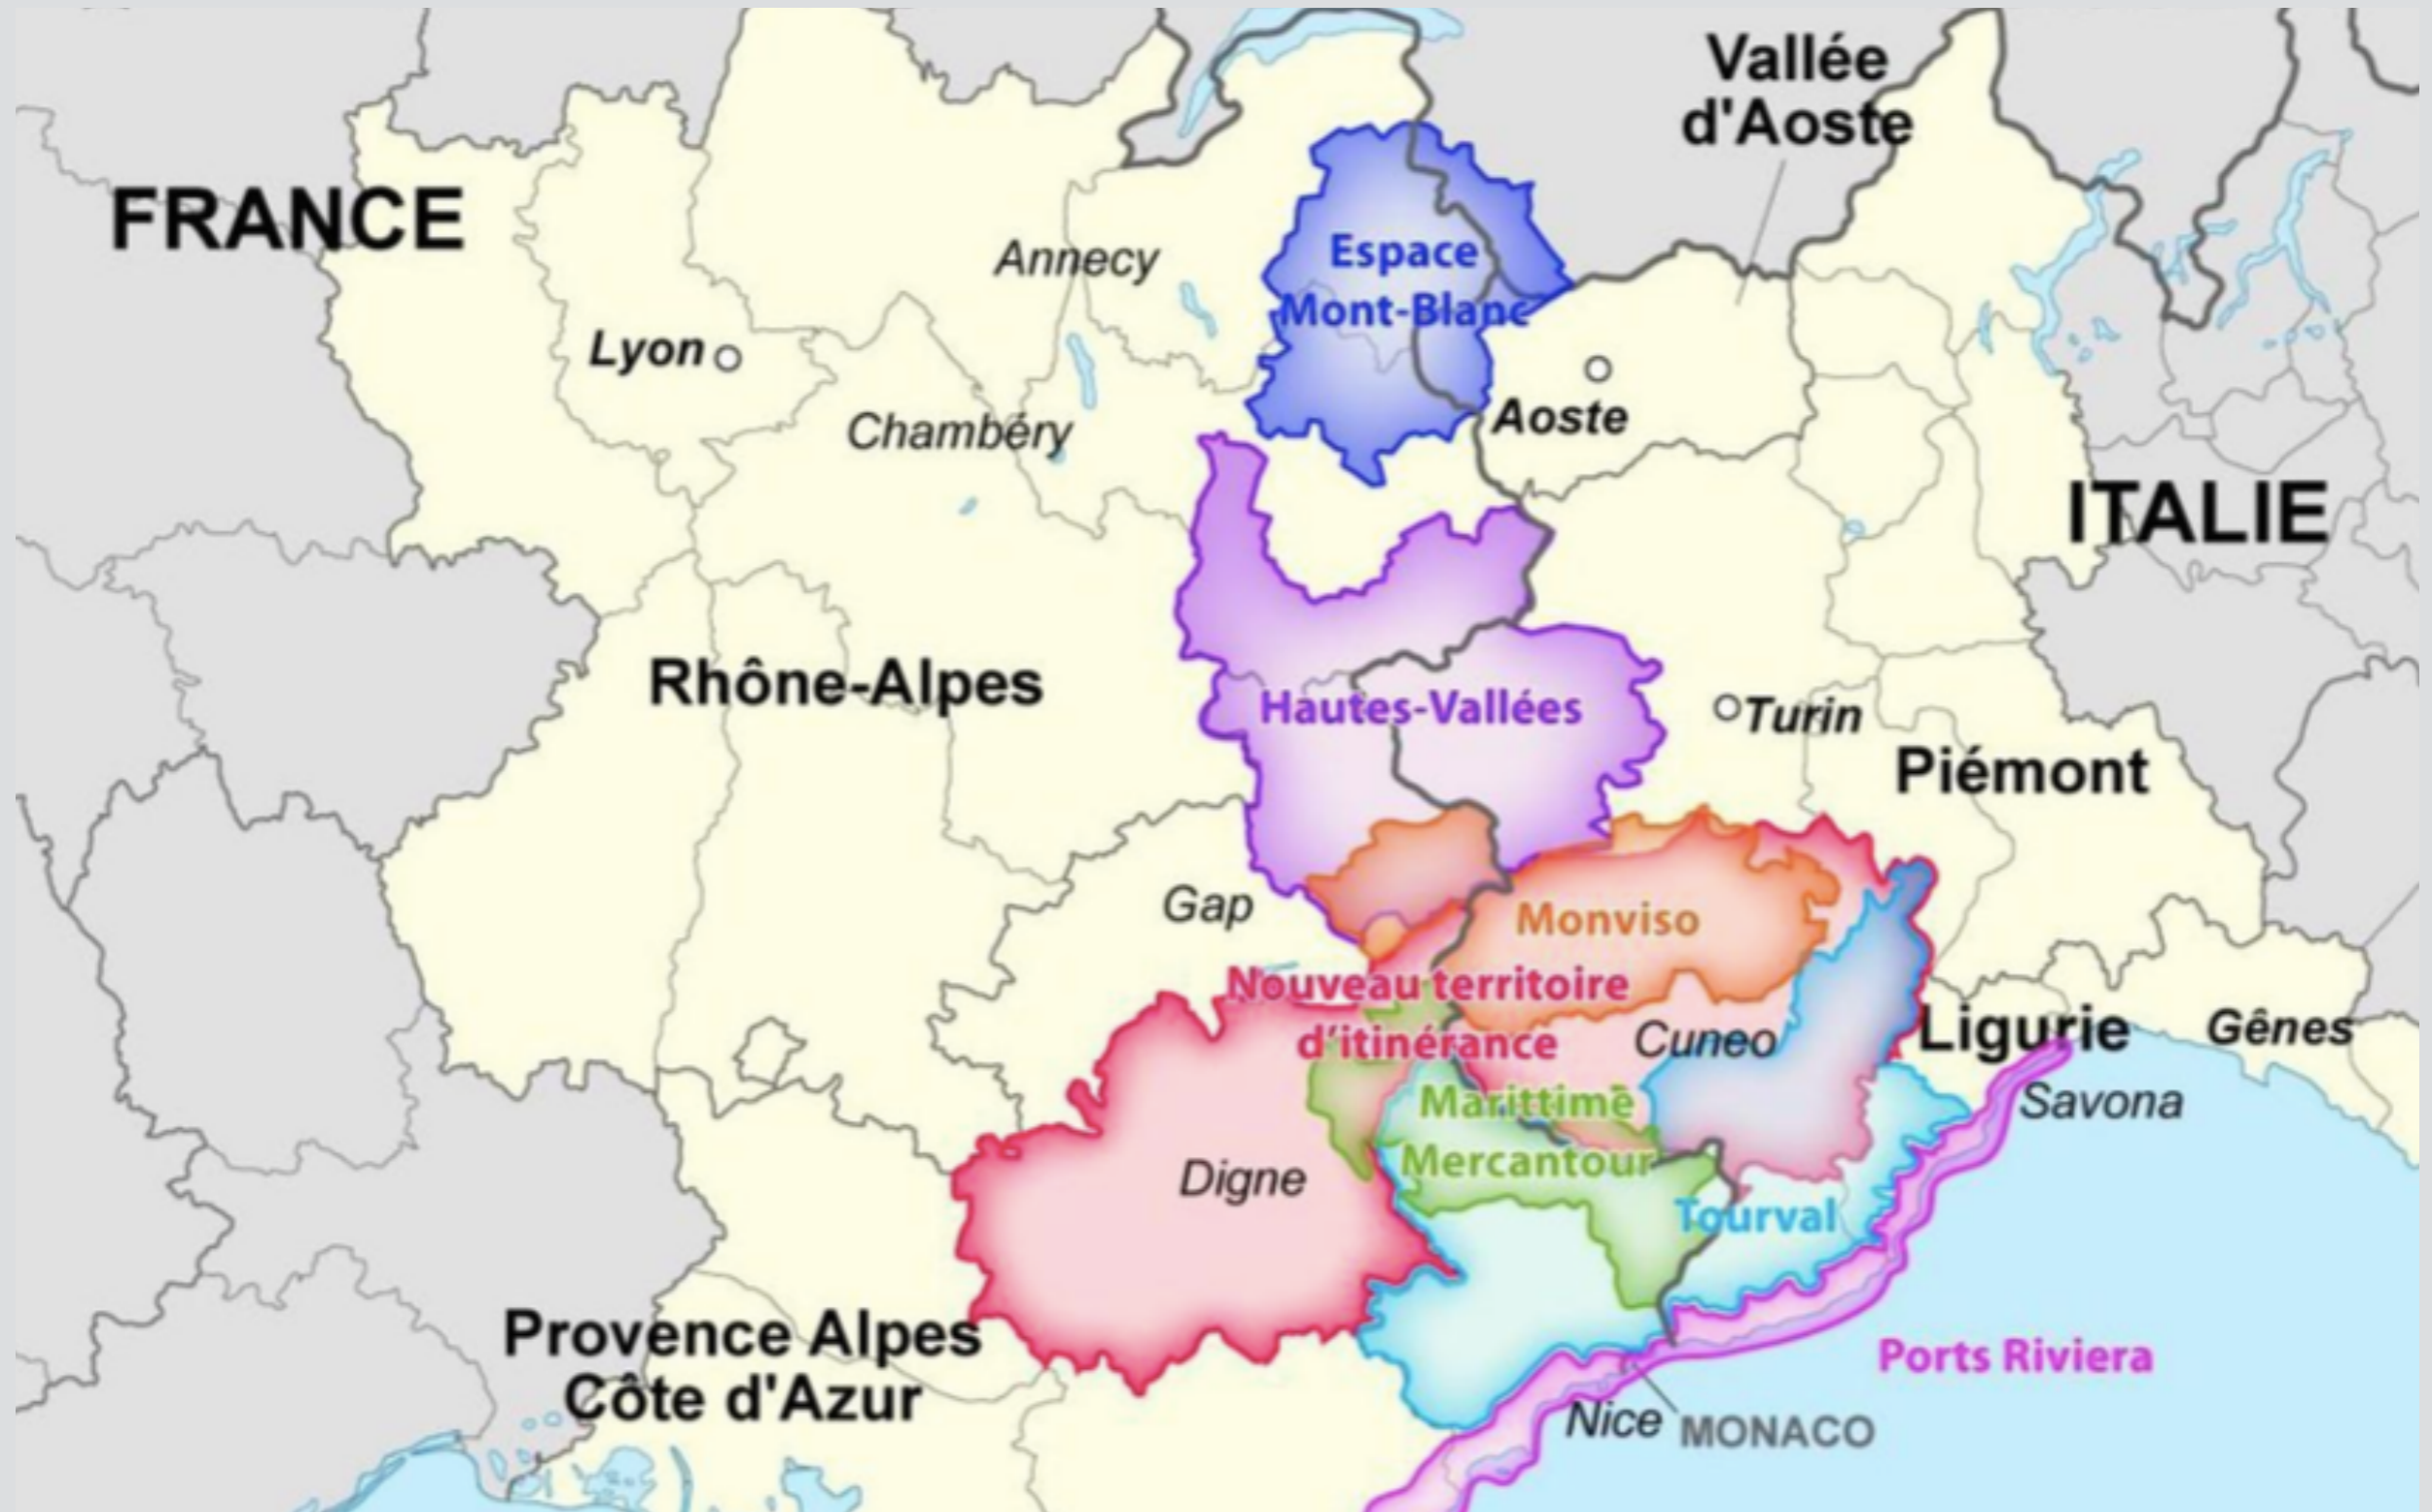 Vallée
d'Aoste
FRANCE
Annecy
Espace
Mont-Blanc
Lyon
Aoste
Chambéry
ITALIE
Rhône-Alpes
Hautes-Vallées
Turin
Piémont
Gap
Monviso
Nouveau territoire
d'itinérance
Cuneo
Ligurie
Gênes
Marittime
Savona
Mercantour
Digne
Tourval
Provence Alpes
Côte d'Azur
Ports Riviera
Nice
MONACO